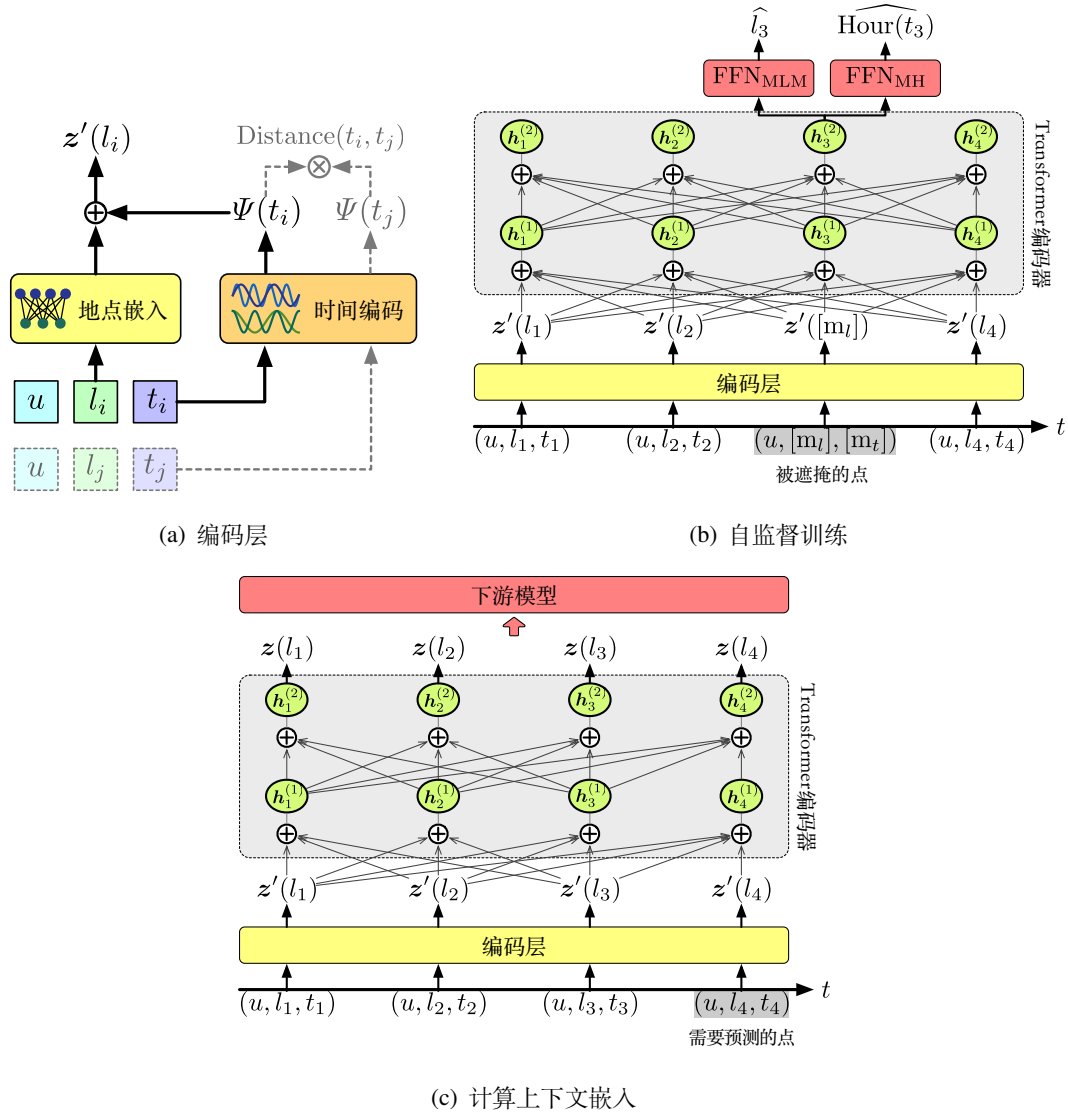 z′(l_i)
Distance(t_i, t_j)
Ψ(t_i) Ψ(t_j)
地点嵌入 时间编码
u l_i t_i
u l_j t_j
(a) 编码层
\widehat{l_3} \widehat{Hour(t_3)}
FFN_MLM FFN_MH
h_1^(2) h_2^(2) h_3^(2) h_4^(2)
h_1^(1) h_2^(1) h_3^(1) h_4^(1)
Transformer编码器
z′(l_1) z′(l_2) z′([m_l]) z′(l_4)
编码层
(u, l_1, t_1) (u, l_2, t_2) (u, [m_l], [m_t]) (u, l_4, t_4) t
被遮掩的点
(b) 自监督训练
下游模型
z(l_1) z(l_2) z(l_3) z(l_4)
h_1^(2) h_2^(2) h_3^(2) h_4^(2)
h_1^(1) h_2^(1) h_3^(1) h_4^(1)
Transformer编码器
z′(l_1) z′(l_2) z′(l_3) z′(l_4)
编码层
(u, l_1, t_1) (u, l_2, t_2) (u, l_3, t_3) (u, l_4, t_4) t
需要预测的点
(c) 计算上下文嵌入